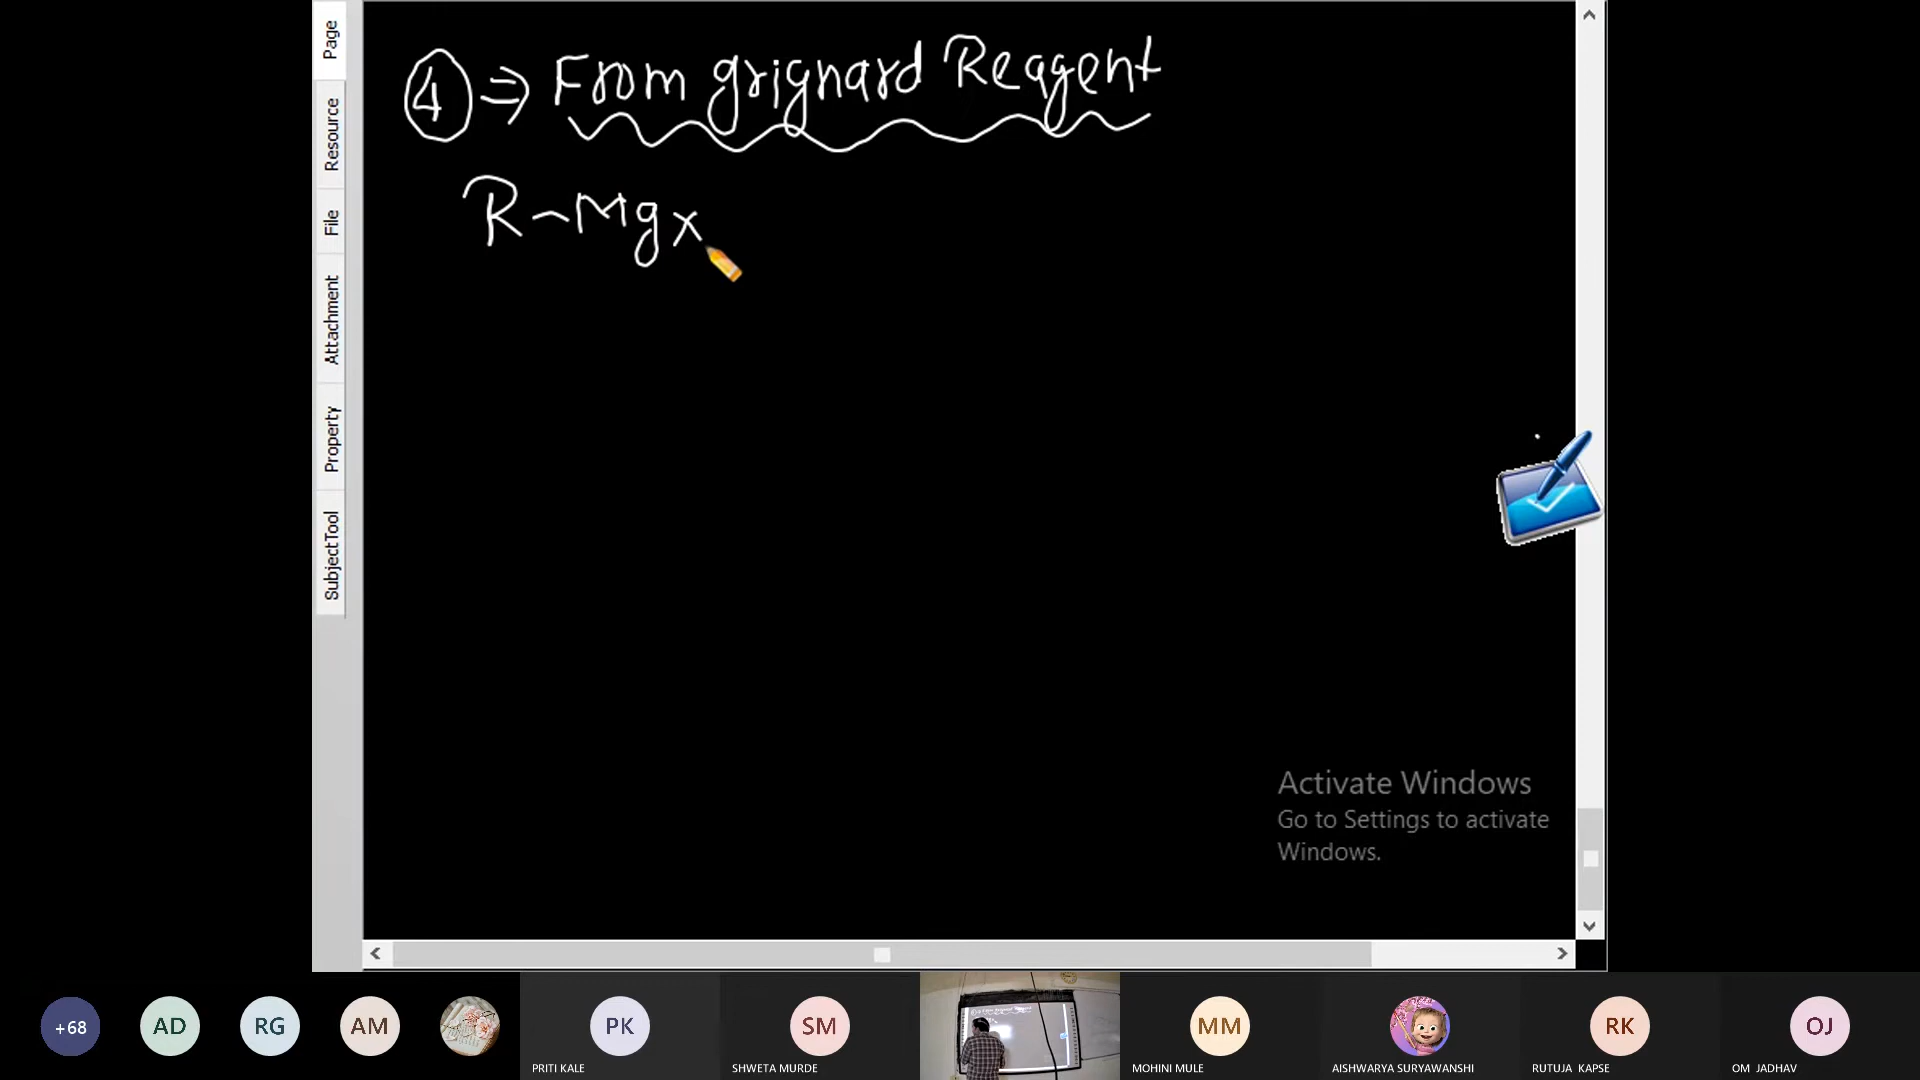 Page
Resource
File
Attachment
Property
SubjectTool
4 ⇒ From grignard Reagent
R-Mgx
Activate Windows
Go to Settings to activate
Windows.
+68
AD
RG
AM
PK
PRITI KALE
SM
SHWETA MURDE
MM
MOHINI MULE
AISHWARYA SURYAWANSHI
RK
RUTUJA KAPSE
OJ
OM JADHAV